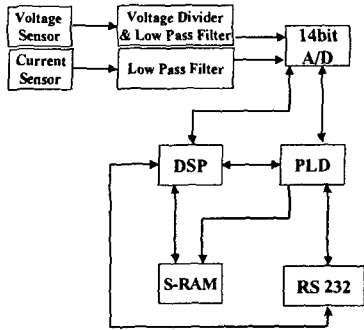 Voltage
Sensor
Voltage Divider
& Low Pass Filter
14bit
A/D
Current
Sensor
Low Pass Filter
DSP
PLD
S-RAM
RS 232